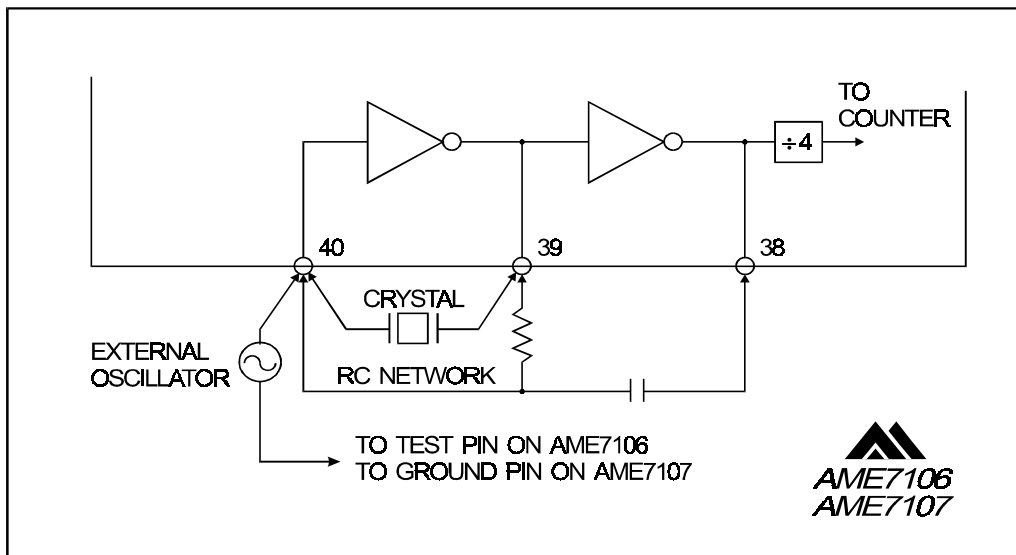 TO
COUNTER
÷4
40
39
38
CRYSTAL
EXTERNAL
OSCILLATOR
RC NETWORK
TO TEST PIN ON AME7106
TO GROUND PIN ON AME7107
AME7106
AME7107